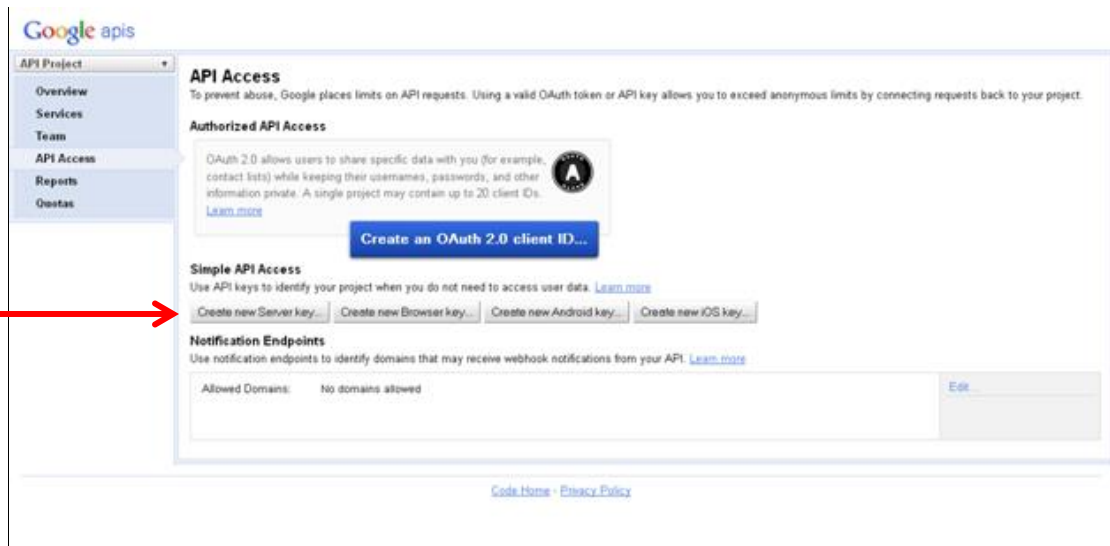 Google apis
API Project
Overview
Services
Team
API Access
Reports
Quotas
API Access
To prevent abuse, Google places limits on API requests. Using a valid OAuth token or API key allows you to exceed anonymous limits by connecting requests back to your project.
Authorized API Access
OAuth 2.0 allows users to share specific data with you (for example,
contact lists) while keeping their usernames, passwords, and other
information private. A single project may contain up to 20 client IDs.
Learn more
A
Create an OAuth 2.0 client ID...
Simple API Access
Use API keys to identify your project when you do not need to access user data. Learn more
Create new Server key... Create new Browser key... Create new Android key... Create new iOS key...
Notification Endpoints
Use notification endpoints to identify domains that may receive webhook notifications from your API. Learn more
Allowed Domains: No domains allowed
Edit...
Code Home - Privacy Policy